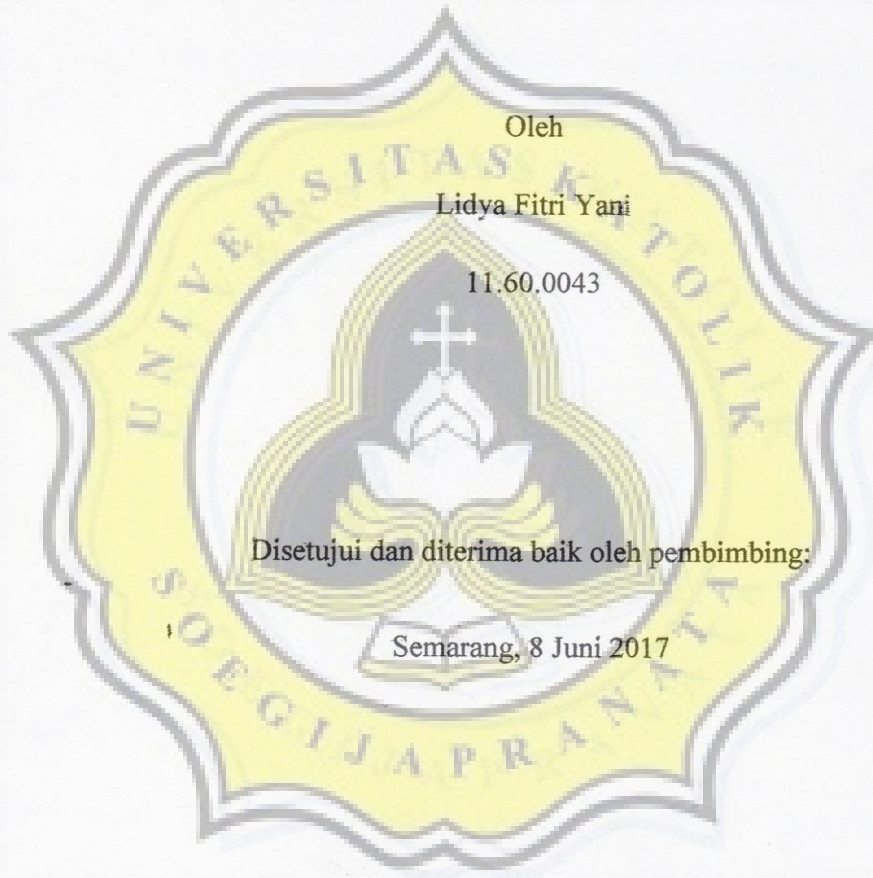 Oleh
Lidya Fitri Yani
11.60.0043
Disetujui dan diterima baik oleh pembimbing:
Semarang, 8 Juni 2017
UNIVERSITAS KATOLIK
SOEGIJAPRANATA